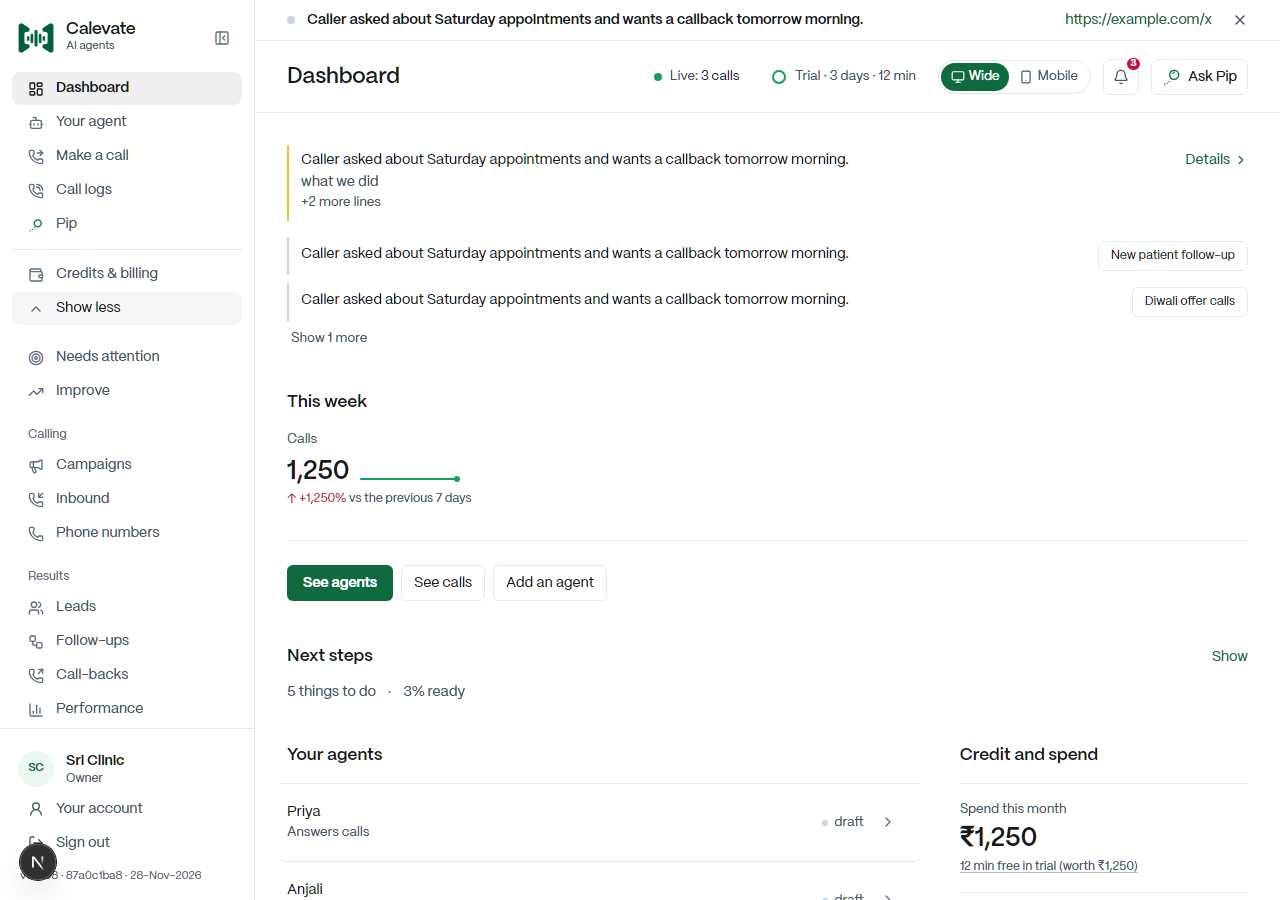 Calevate
AI agents
Dashboard
Your agent
Make a call
Call logs
Pip
Credits & billing
Show less
Needs attention
Improve
Calling
Campaigns
Inbound
Phone numbers
Results
Leads
Follow-ups
Call-backs
Performance
SC
Sri Clinic
Owner
Your account
Sign out
N
8 · 87a0c1ba8 · 28-Nov-2026
Caller asked about Saturday appointments and wants a callback tomorrow morning.
https://example.com/x
Dashboard
Live: 3 calls
Trial · 3 days · 12 min
Wide
Mobile
3
Ask Pip
Caller asked about Saturday appointments and wants a callback tomorrow morning.
Details
what we did
+2 more lines
Caller asked about Saturday appointments and wants a callback tomorrow morning.
New patient follow-up
Caller asked about Saturday appointments and wants a callback tomorrow morning.
Diwali offer calls
Show 1 more
This week
Calls
1,250
↑ +1,250% vs the previous 7 days
See agents
See calls
Add an agent
Next steps
Show
5 things to do · 3% ready
Your agents
Priya
Answers calls
draft
Anjali
draft
Credit and spend
Spend this month
₹1,250
12 min free in trial (worth ₹1,250)